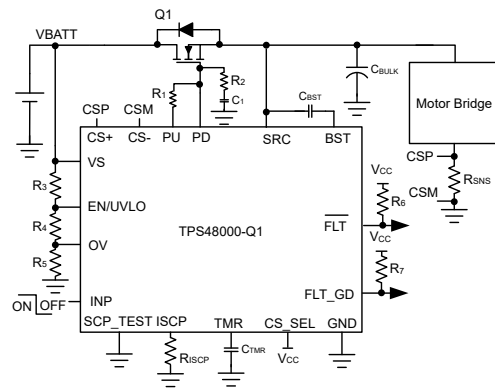 Q1
VBATT
R2
R1
C1
CBULK
CSP
CSM
CBST
Motor Bridge
CS+
CS-
PU
PD
SRC
BST
CSP
VS
VCC
RSNS
R3
R6
CSM
EN/UVLO
FLT
R4
TPS48000-Q1
VCC
OV
R5
R7
ON
OFF
INP
FLT_GD
SCP_TEST
ISCP
TMR
CS_SEL
GND
RISCP
CTMR
VCC